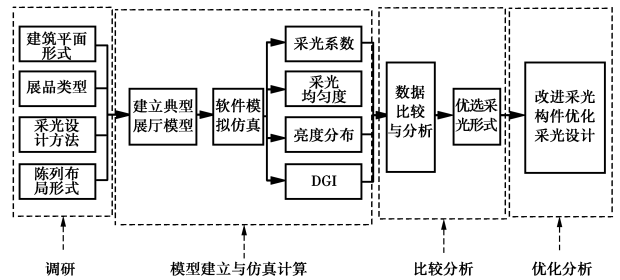 建筑平面
形式
展品类型
采光设
计方法
陈列布
局形式
建立典型
展厅模型
软件模
拟仿真
采光系数
采光
均匀度
亮度分布
DGI
数据
比较
与分析
优选采
光形式
改进采光
构件优化
采光设计
调研
模型建立与仿真计算
比较分析
优化分析